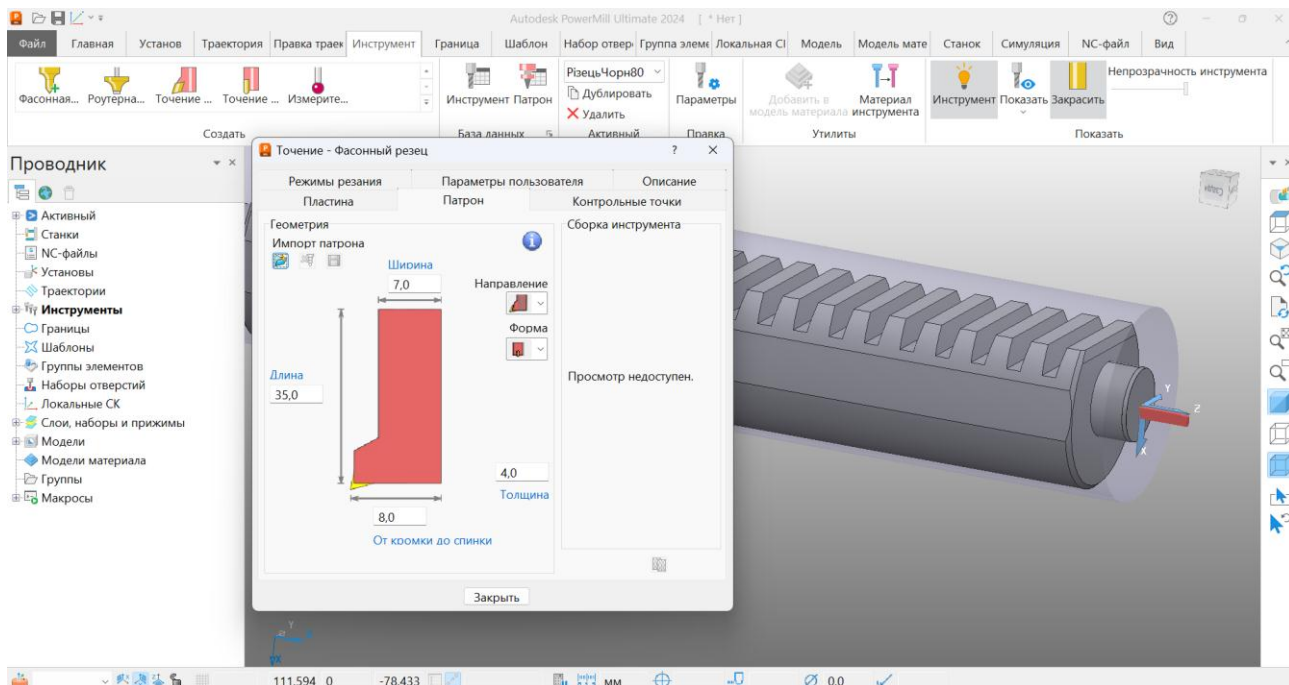 Autodesk PowerMill Ultimate 2024 [ * Нет ]
Файл Главная Установ Траектория Правка траек Инструмент Граница Шаблон Набор отвер Группа элеме Локальная СІ Модель Модель мате Станок Симуляция NC-файл Вид
Фасонная... Роутерна... Точение ... Точение ... Измерите...
Создать
Инструмент Патрон
База данных
РізецьЧорн80
Дублировать
Удалить
Активный
Параметры
Правка
Добавить в модель материала
Материал инструмента
Утилиты
Инструмент Показать Закрасить
Непрозрачность инструмента
Показать
Проводник
Активный
Станки
NC-файлы
Установы
Траектории
Инструменты
Границы
Шаблоны
Группы элементов
Наборы отверстий
Локальные СК
Слои, наборы и прижимы
Модели
Модели материала
Группы
Макросы
Точение - Фасонный резец ? ×
Режимы резания Параметры пользователя Описание
Пластина Патрон Контрольные точки
Геометрия
Импорт патрона
Ширина
7,0
Направление
Форма
Длина
35,0
4,0
Толщина
8,0
От кромки до спинки
Сборка инструмента
Просмотр недоступен.
Закрыть
Y
Z
X
Y
X
111.594 0 -78.433 мм 0.0